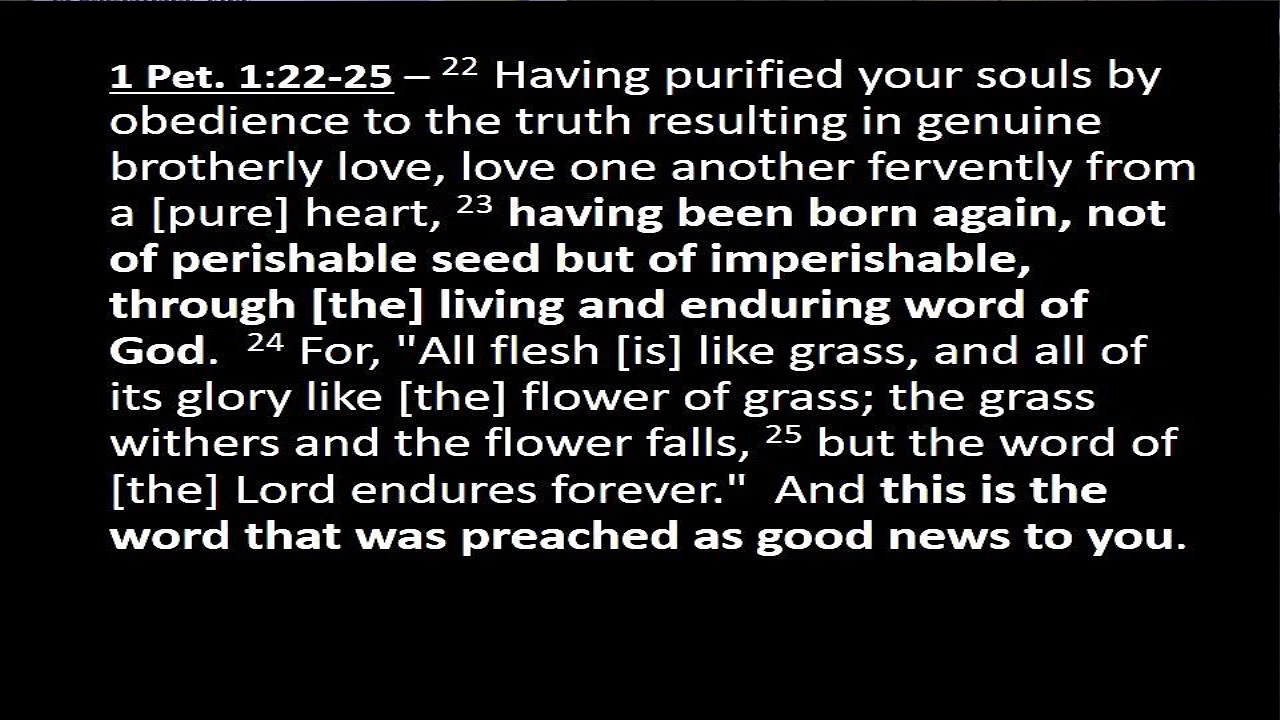 1 Pet. 1:22-25 – 22 Having purified your souls by
obedience to the truth resulting in genuine
brotherly love, love one another fervently from
a [pure] heart, 23 having been born again, not
of perishable seed but of imperishable,
through [the] living and enduring word of
God. 24 For, "All flesh [is] like grass, and all of
its glory like [the] flower of grass; the grass
withers and the flower falls, 25 but the word of
[the] Lord endures forever." And this is the
word that was preached as good news to you.